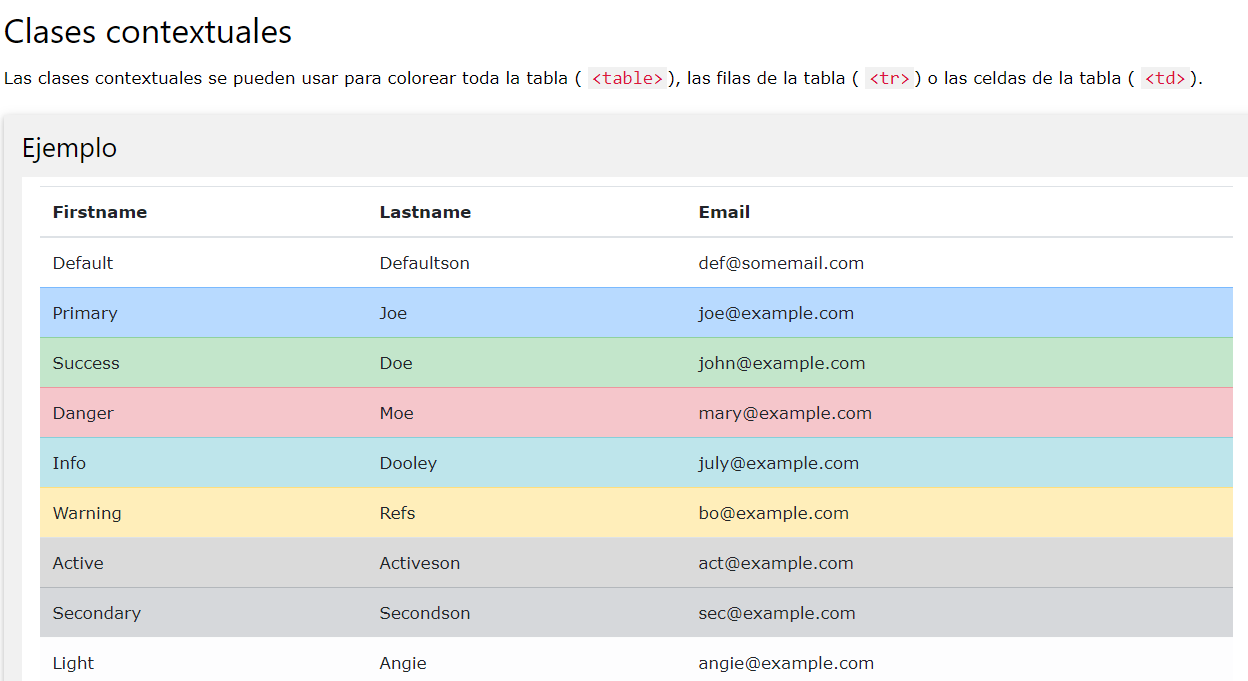 Clases contextuales
Las clases contextuales se pueden usar para colorear toda la tabla ( <table>), las filas de la tabla ( <tr>) o las celdas de la tabla ( <td>).
Ejemplo
Firstname Lastname Email
Default Defaultson def@somemail.com
Primary Joe joe@example.com
Success Doe john@example.com
Danger Moe mary@example.com
Info Dooley july@example.com
Warning Refs bo@example.com
Active Activeson act@example.com
Secondary Secondson sec@example.com
Light Angie angie@example.com